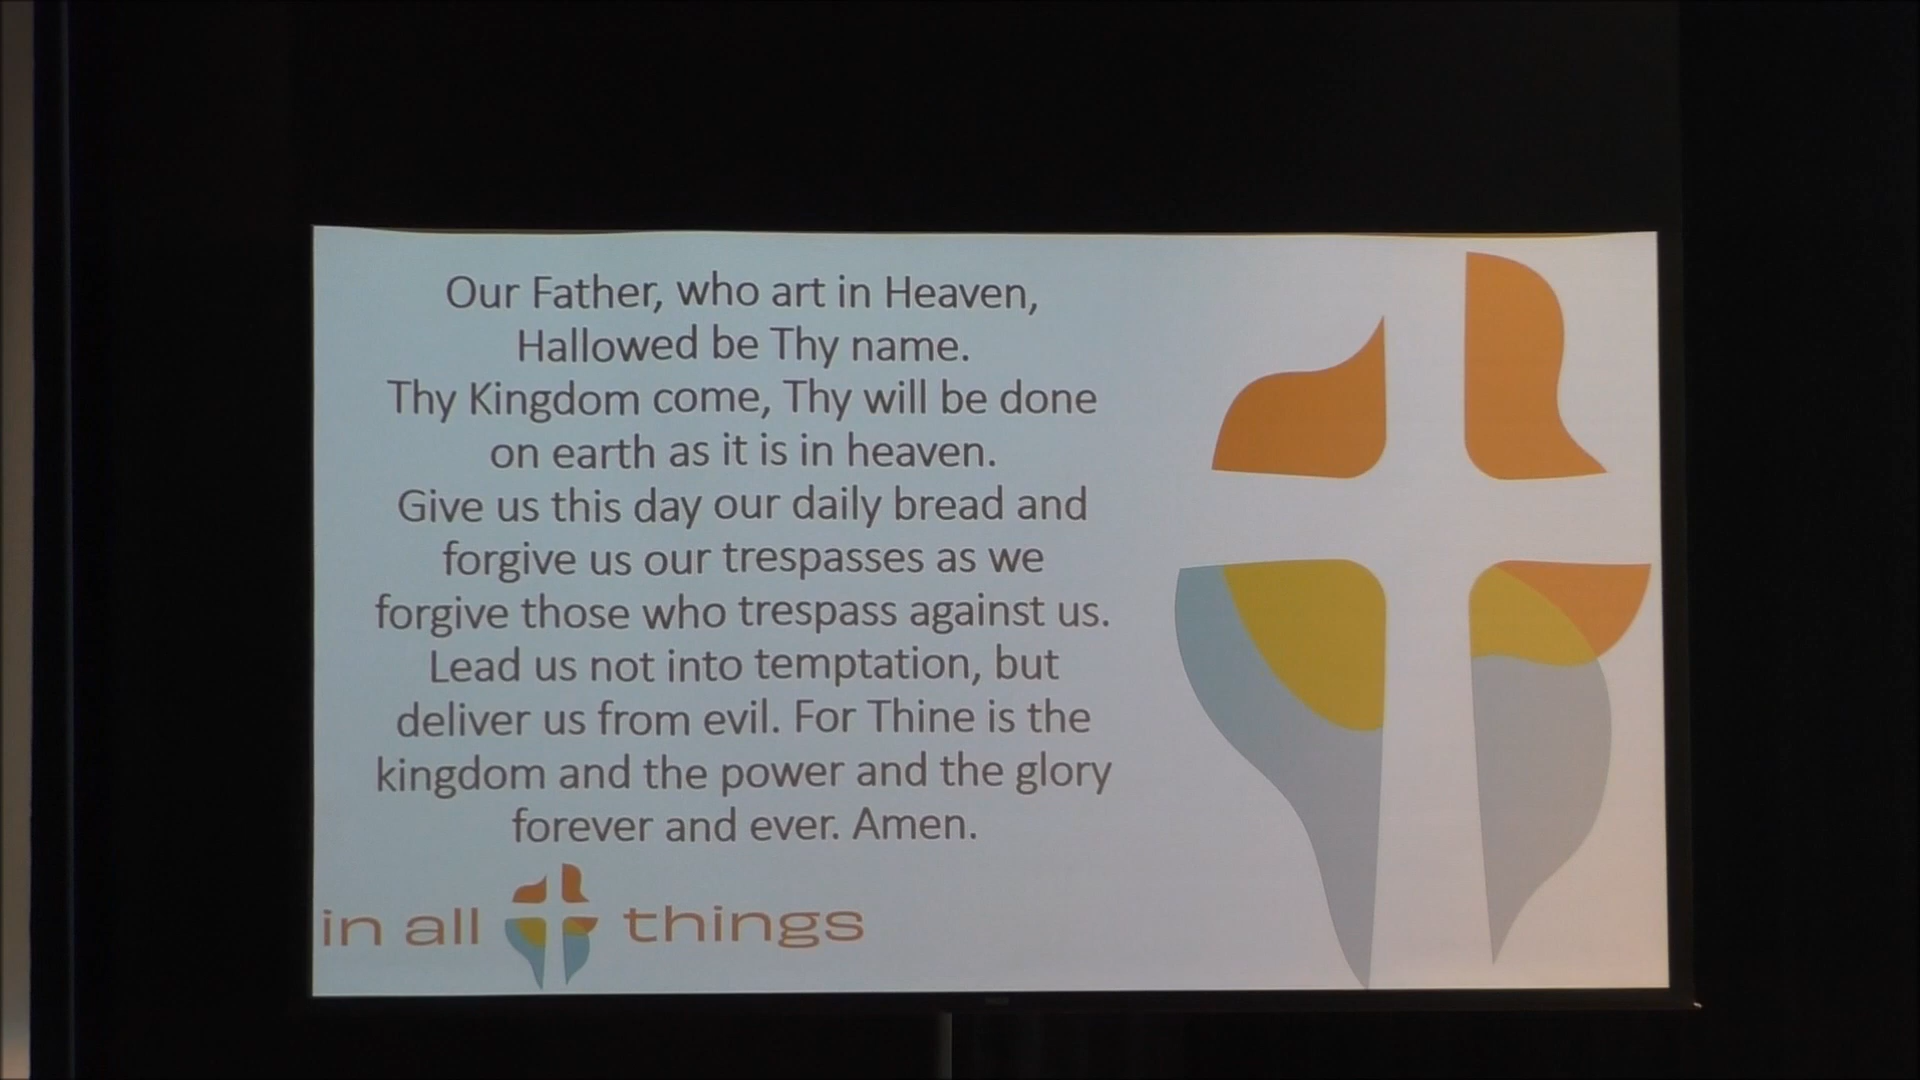 Our Father, who art in Heaven,
Hallowed be Thy name.
Thy Kingdom come, Thy will be done
on earth as it is in heaven.
Give us this day our daily bread and
forgive us our trespasses as we
forgive those who trespass against us.
Lead us not into temptation, but
deliver us from evil. For Thine is the
kingdom and the power and the glory
forever and ever. Amen.
in all things